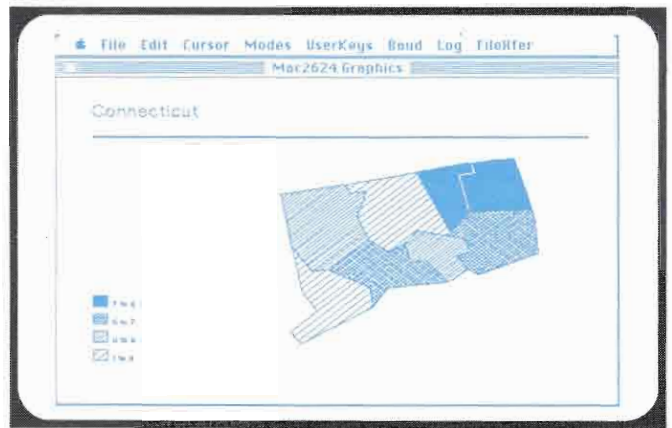 File Edit Cursor Modes UserKeys Baud Log FileXfer
Mac2624 Graphics
Connecticut